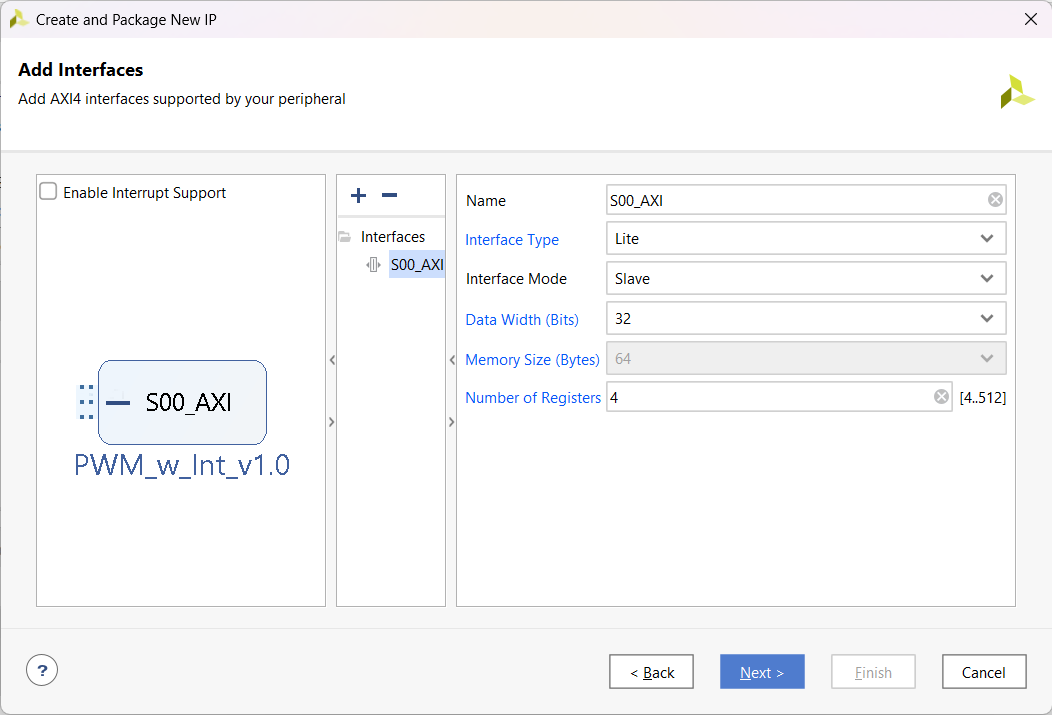 Create and Package New IP
Add Interfaces
Add AXI4 interfaces supported by your peripheral
Enable Interrupt Support
S00_AXI
PWM_w_Int_v1.0
Interfaces
S00_AXI
Name S00_AXI
Interface Type Lite
Interface Mode Slave
Data Width (Bits) 32
Memory Size (Bytes) 64
Number of Registers 4 [4..512]
? < Back Next > Finish Cancel